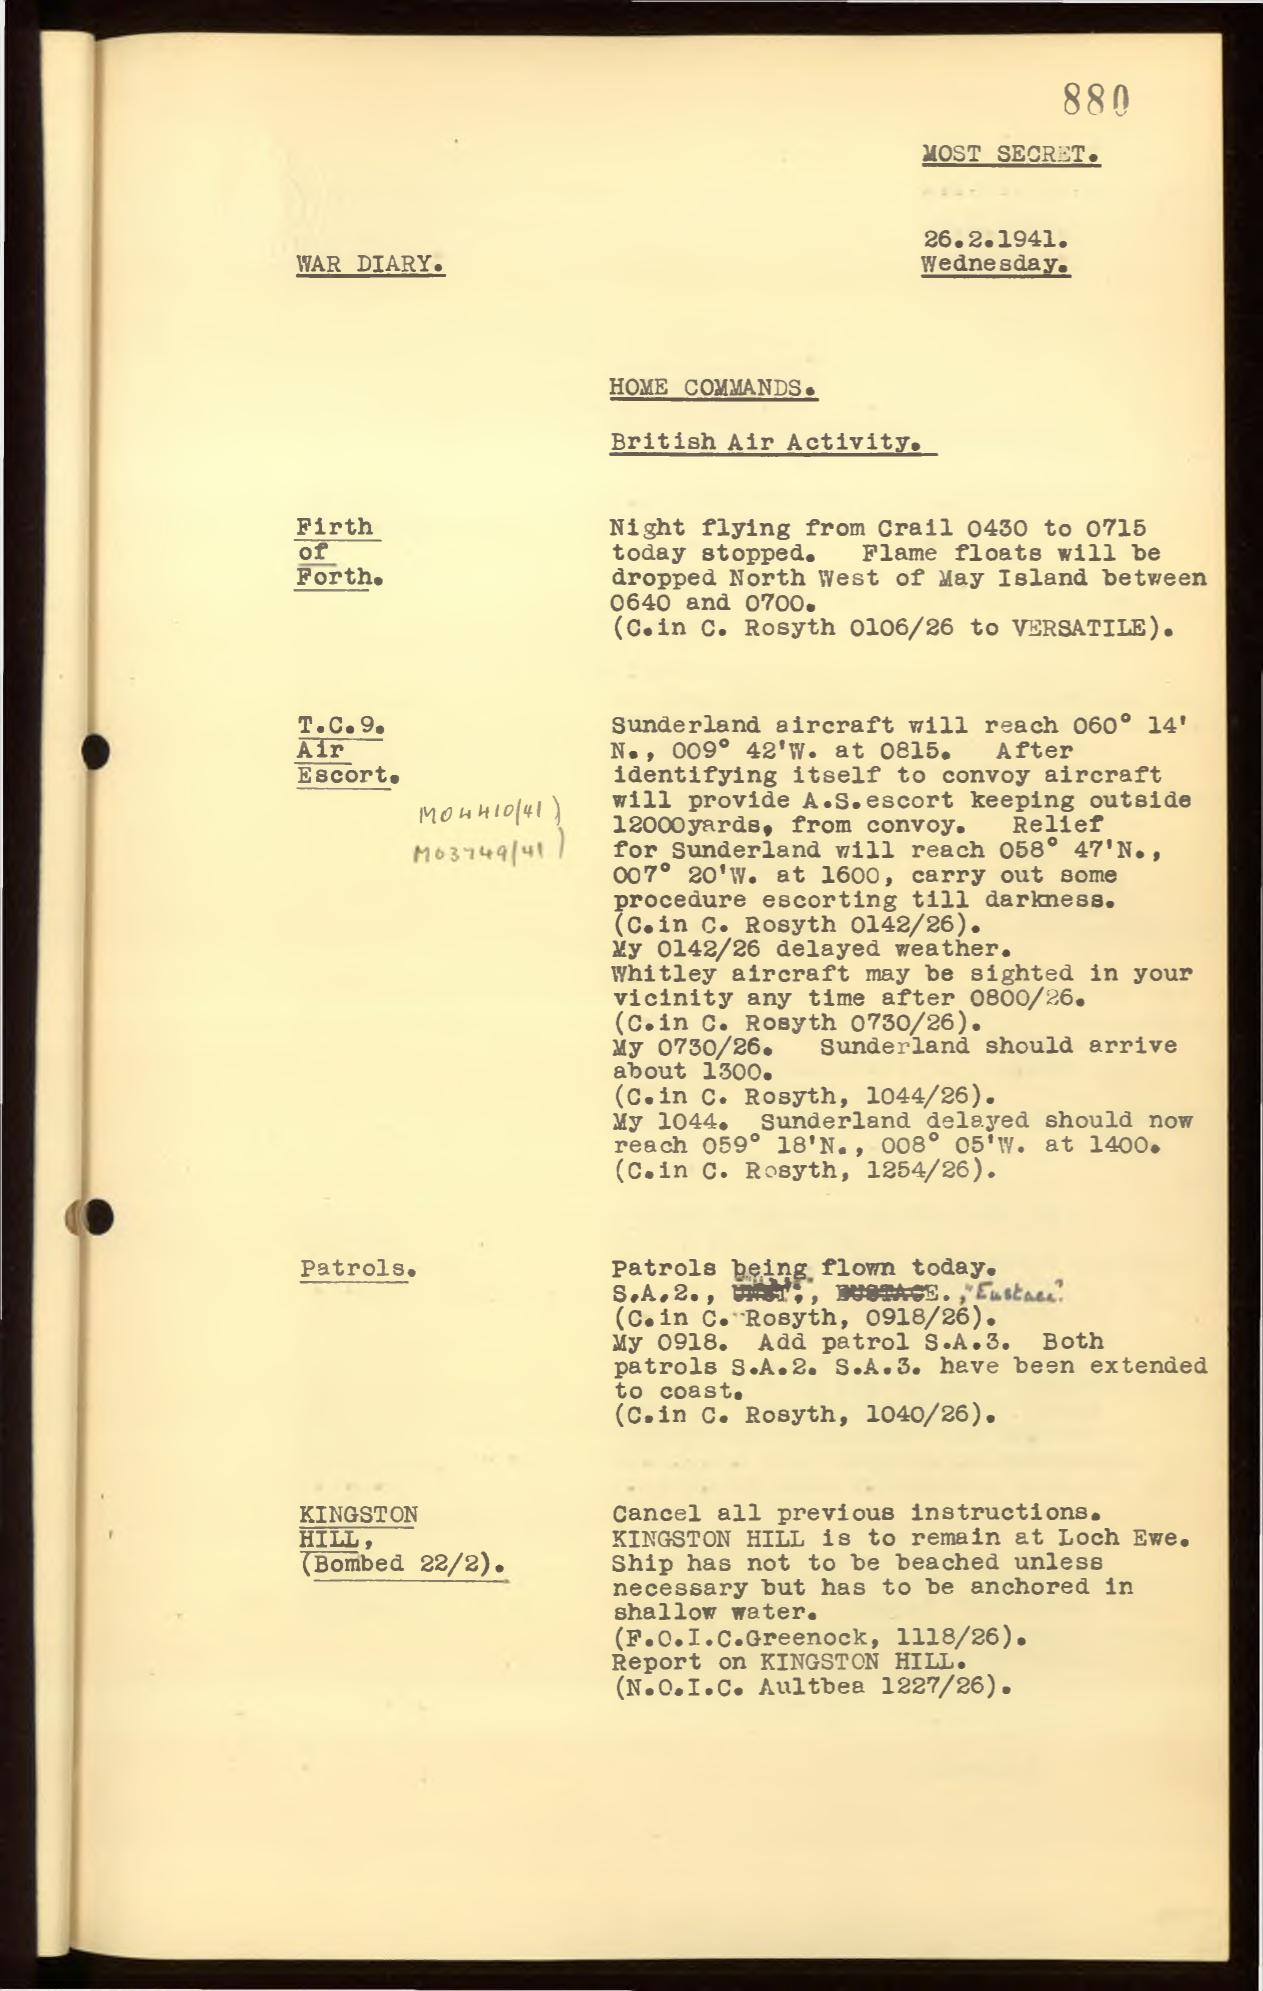 880
MOST SECRET.
26.2.1941.
WAR DIARY.
Wednesday.
HOME COMMANDS.
British Air Activity.
Firth
of
Forth.
Night flying from Crail 0430 to 0715
today stopped. Flame floats will be
dropped North West of May Island between
0640 and 0700.
(C.in C. Rosyth 0106/26 to VERSATILE).
T.C.9.
Air
Escort.
M04410/41)
M03749/41)
Sunderland aircraft will reach 060° 14'
N., 009° 42'W. at 0815. After
identifying itself to convoy aircraft
will provide A.S.escort keeping outside
12000yards, from convoy. Relief
for Sunderland will reach 058° 47'N.,
007° 20'W. at 1600, carry out some
procedure escorting till darkness.
(C.in C. Rosyth 0142/26).
My 0142/26 delayed weather.
Whitley aircraft may be sighted in your
vicinity any time after 0800/26.
(C.in C. Rosyth 0730/26).
My 0730/26. Sunderland should arrive
about 1300.
(C.in C. Rosyth, 1044/26).
My 1044. Sunderland delayed should now
reach 059° 18'N., 008° 05'W. at 1400.
(C.in C. Rosyth, 1254/26).
Patrols.
Patrols being flown today.
S.A.2., UNST., EUSTACE., "Eustace".
(C.in C. Rosyth, 0918/26).
My 0918. Add patrol S.A.3. Both
patrols S.A.2. S.A.3. have been extended
to coast.
(C.in C. Rosyth, 1040/26).
KINGSTON
HILL,
(Bombed 22/2).
Cancel all previous instructions.
KINGSTON HILL is to remain at Loch Ewe.
Ship has not to be beached unless
necessary but has to be anchored in
shallow water.
(F.O.I.C.Greenock, 1118/26).
Report on KINGSTON HILL.
(N.O.I.C. Aultbea 1227/26).